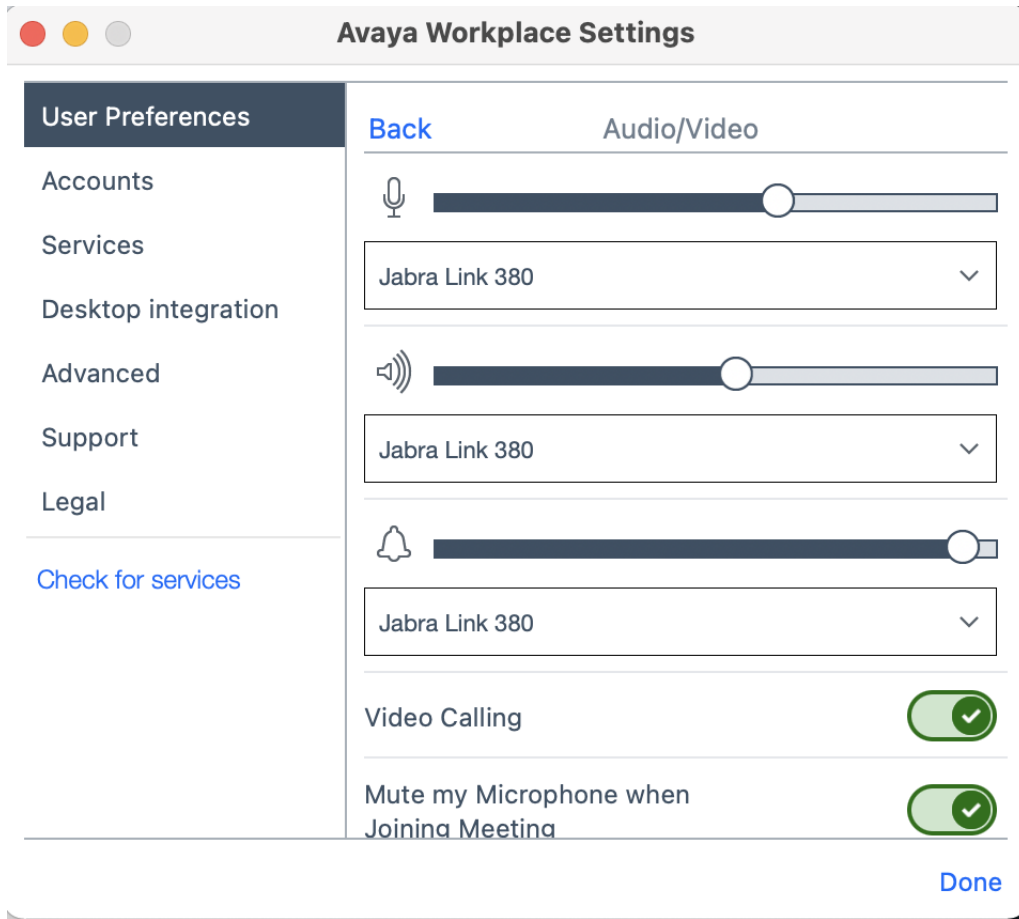 Avaya Workplace Settings
User Preferences
Accounts
Services
Desktop integration
Advanced
Support
Legal
Check for services
Back
Audio/Video
Jabra Link 380
Jabra Link 380
Jabra Link 380
Video Calling
Mute my Microphone when
Joining Meeting
Done